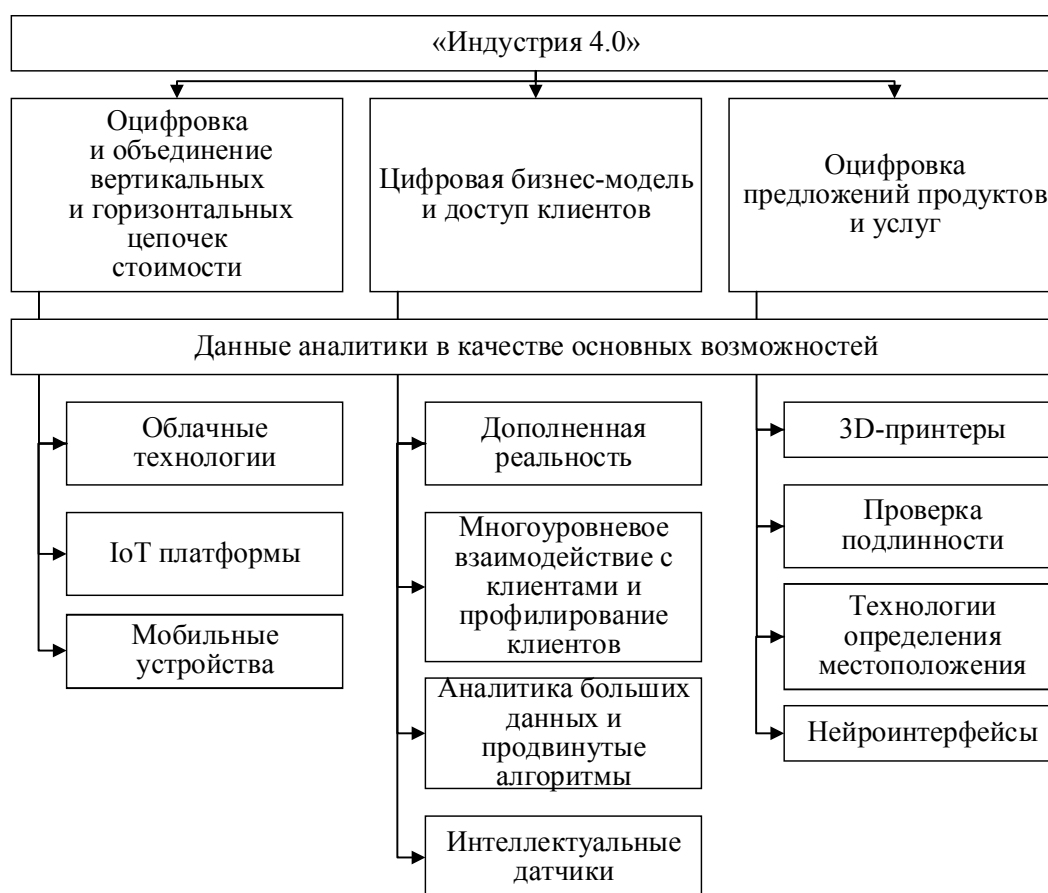 «Индустрия 4.0»
Оцифровка
и объединение
вертикальных
и горизонтальных
цепочек
стоимости
Цифровая бизнес-модель
и доступ клиентов
Оцифровка
предложений продуктов
и услуг
Данные аналитики в качестве основных возможностей
Облачные
технологии
IoT платформы
Мобильные
устройства
Дополненная
реальность
Многоуровневое
взаимодействие с
клиентами и
профилирование
клиентов
Аналитика больших
данных и
продвинутые
алгоритмы
Интеллектуальные
датчики
3D-принтеры
Проверка
подлинности
Технологии
определения
местоположения
Нейроинтерфейсы